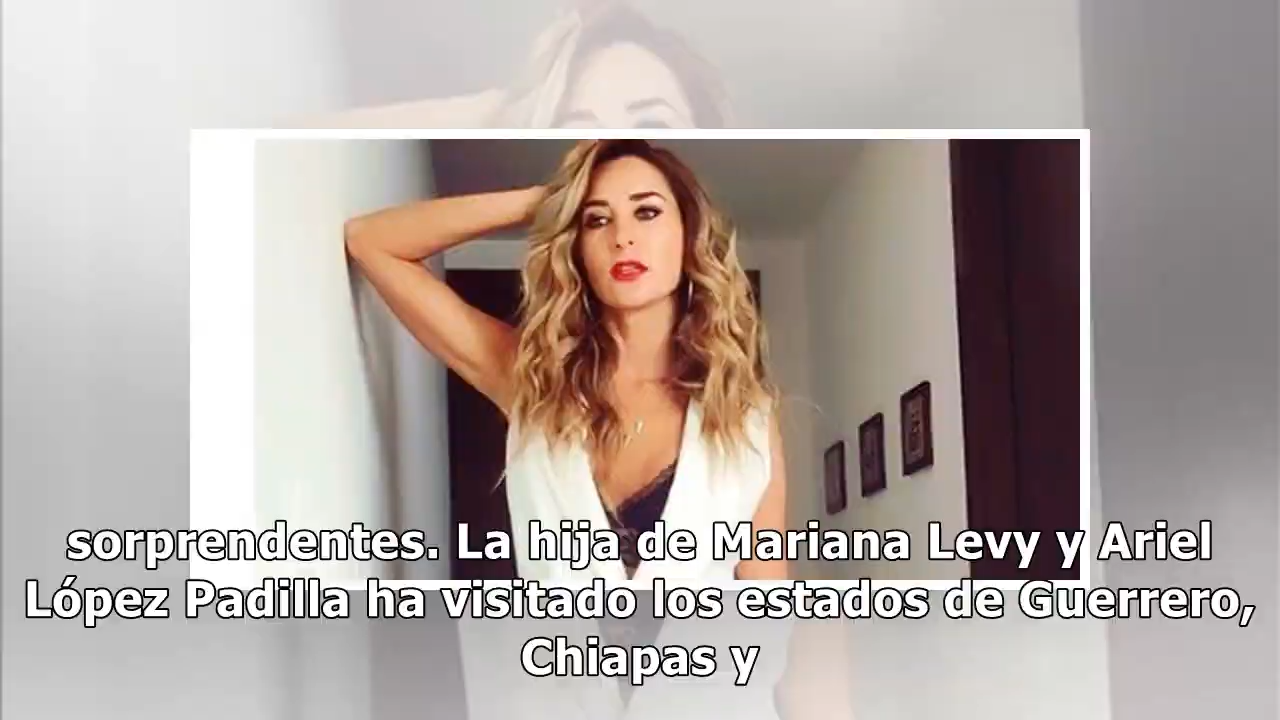 sorprendentes. La hija de Mariana Levy y Ariel
López Padilla ha visitado los estados de Guerrero,
Chiapas y